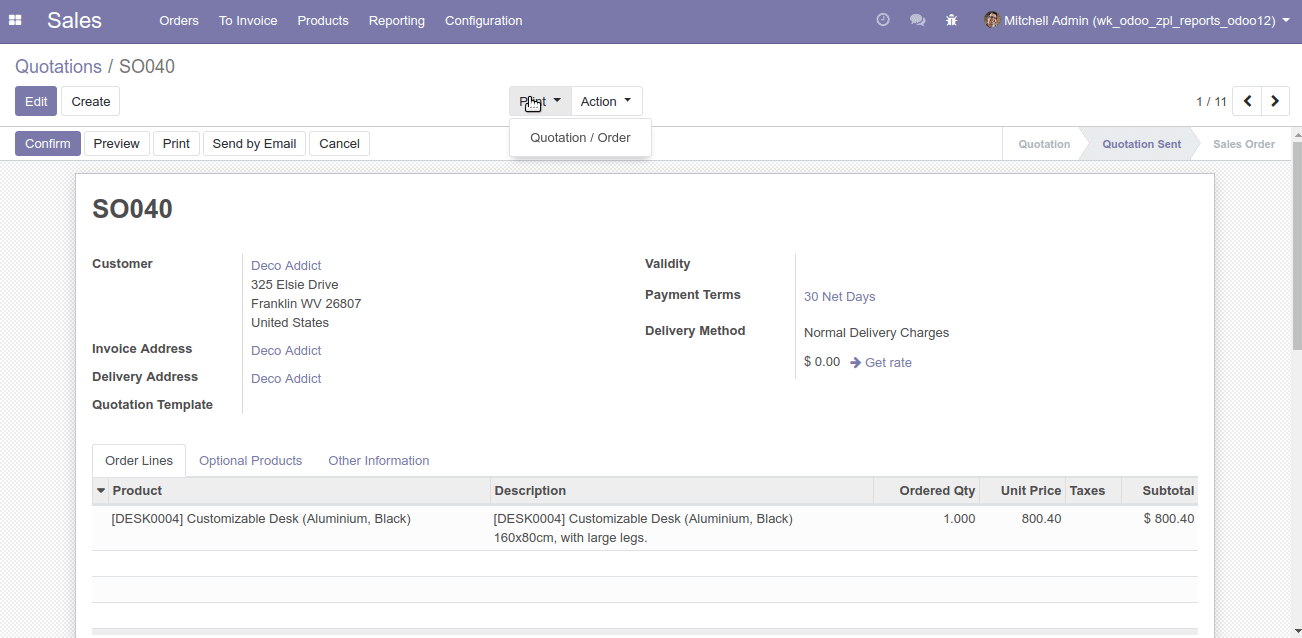 Sales Orders To Invoice Products Reporting Configuration Mitchell Admin (wk_odoo_zpl_reports_odoo12)
Quotations / SO040
Edit Create Action 1 / 11
Quotation / Order
Confirm Preview Print Send by Email Cancel Quotation Quotation Sent Sales Order
SO040
Customer Deco Addict
325 Elsie Drive
Franklin WV 26807
United States
Invoice Address Deco Addict
Delivery Address Deco Addict
Quotation Template
Validity
Payment Terms 30 Net Days
Delivery Method Normal Delivery Charges
$ 0.00 Get rate
Order Lines Optional Products Other Information
Product Description Ordered Qty Unit Price Taxes Subtotal
[DESK0004] Customizable Desk (Aluminium, Black) [DESK0004] Customizable Desk (Aluminium, Black) 1.000 800.40 $ 800.40
160x80cm, with large legs.